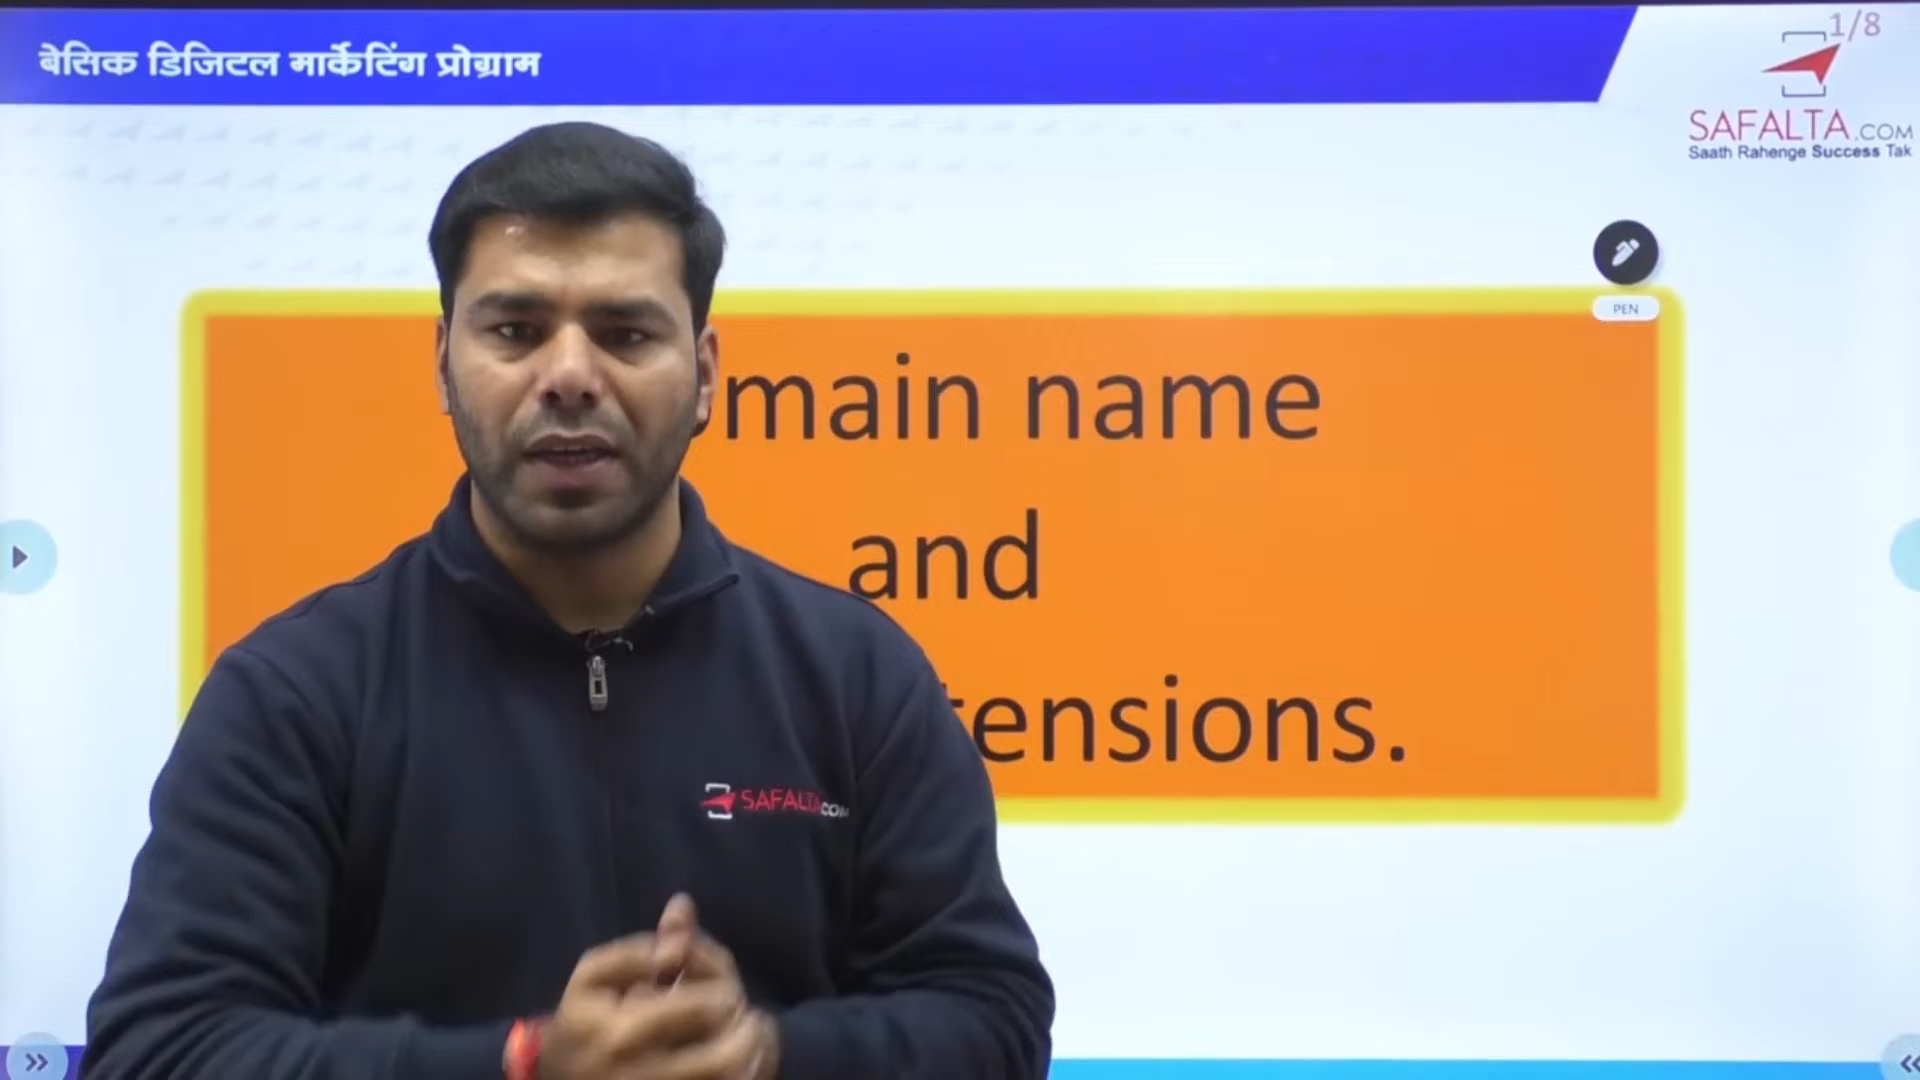 बेसिक डिजिटल मार्केटिंग प्रोग्राम
1/8
SAFALTA.COM
Saath Rahenge Success Tak
PEN
main name
and
tensions.
SAFALTA.COM